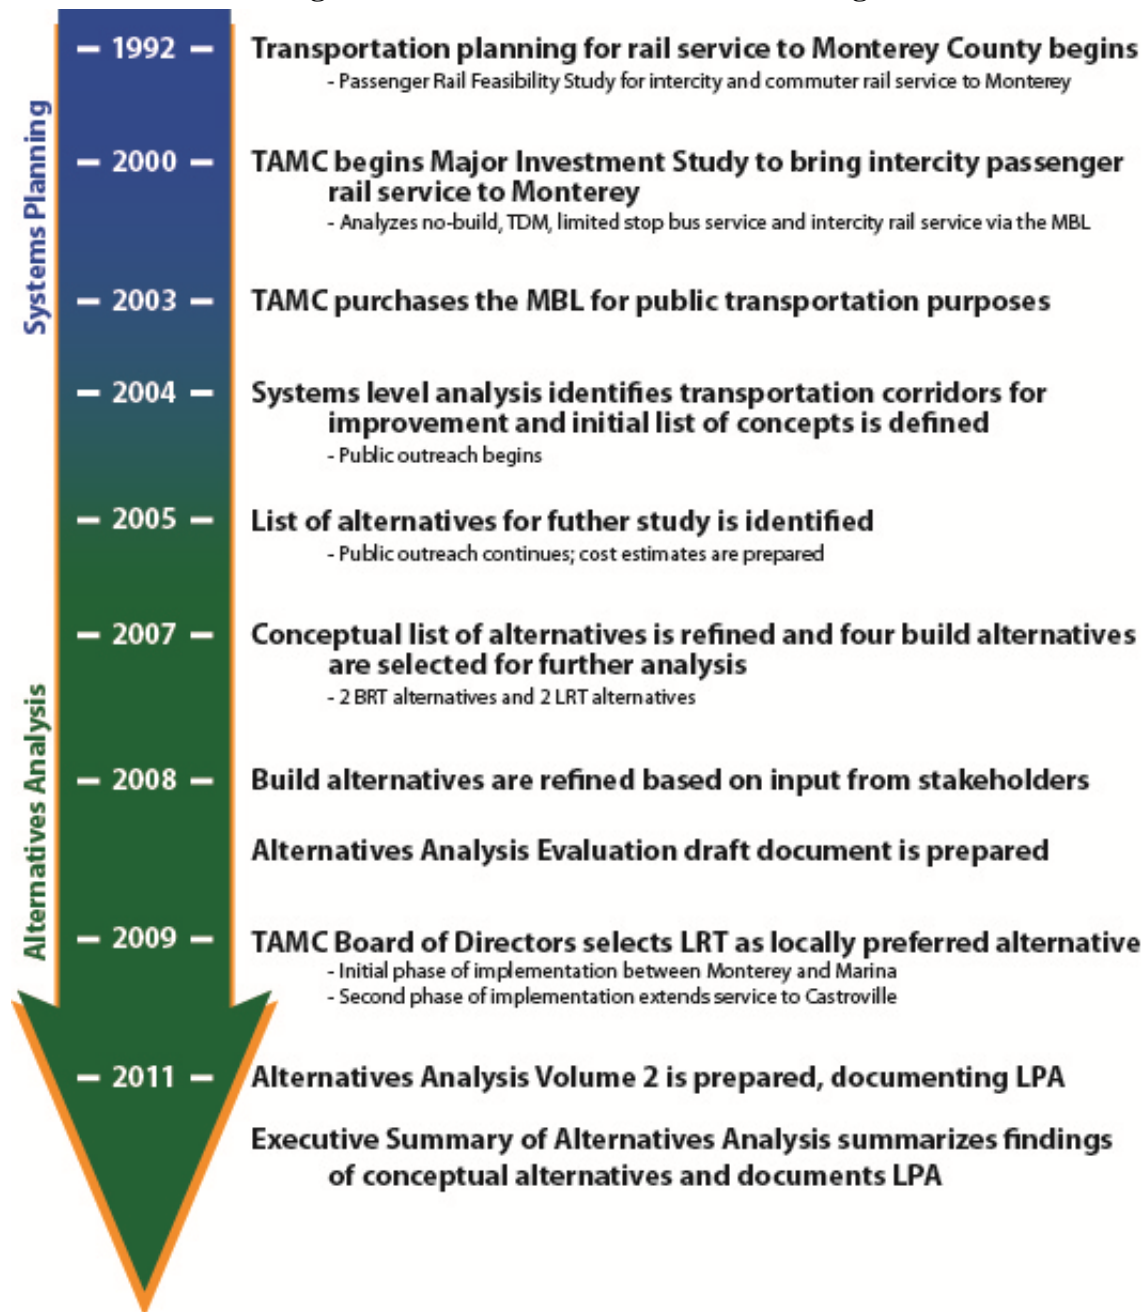 Systems Planning
Alternatives Analysis
1992
Transportation planning for rail service to Monterey County begins
- Passenger Rail Feasibility Study for intercity and commuter rail service to Monterey
2000
TAMC begins Major Investment Study to bring intercity passenger
rail service to Monterey
- Analyzes no-build, TDM, limited stop bus service and intercity rail service via the MBL
2003
TAMC purchases the MBL for public transportation purposes
2004
Systems level analysis identifies transportation corridors for
improvement and initial list of concepts is defined
- Public outreach begins
2005
List of alternatives for futher study is identified
- Public outreach continues; cost estimates are prepared
2007
Conceptual list of alternatives is refined and four build alternatives
are selected for further analysis
- 2 BRT alternatives and 2 LRT alternatives
2008
Build alternatives are refined based on input from stakeholders
Alternatives Analysis Evaluation draft document is prepared
2009
TAMC Board of Directors selects LRT as locally preferred alternative
- Initial phase of implementation between Monterey and Marina
- Second phase of implementation extends service to Castroville
2011
Alternatives Analysis Volume 2 is prepared, documenting LPA
Executive Summary of Alternatives Analysis summarizes findings
of conceptual alternatives and documents LPA